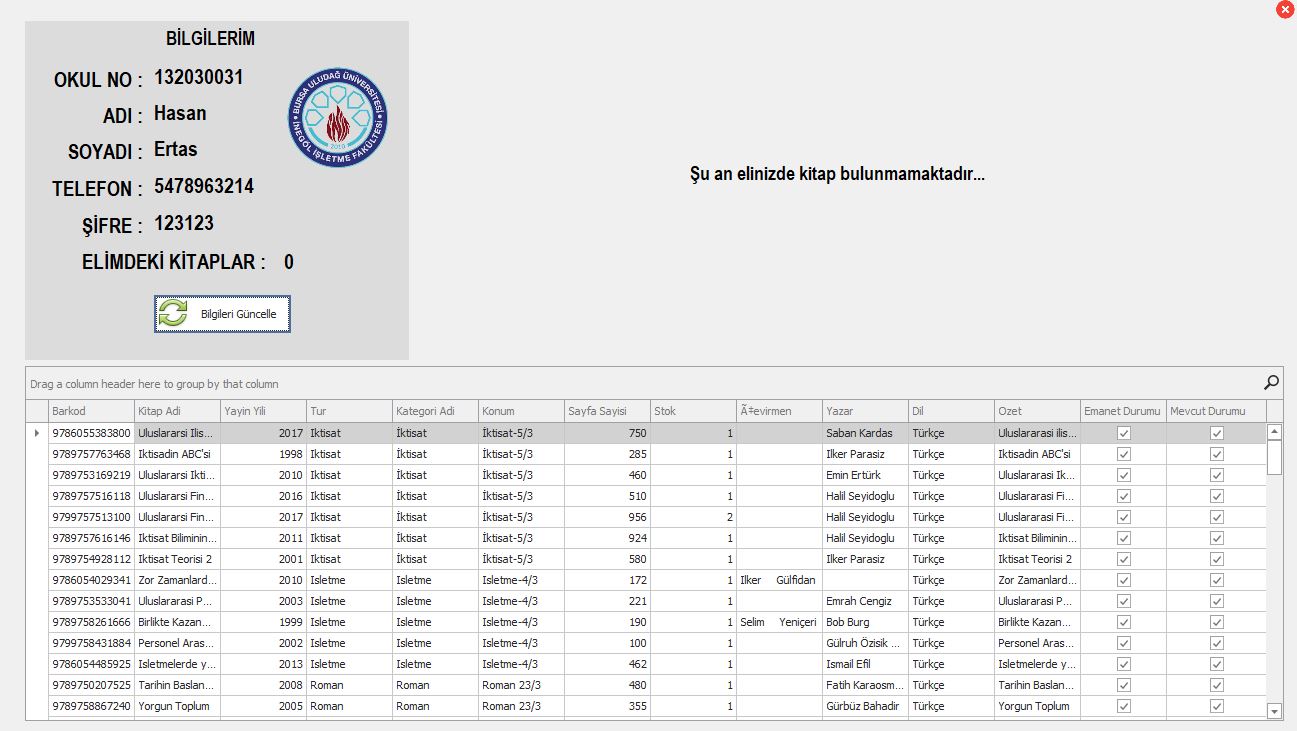 BİLGİLERİM
OKUL NO : 132030031
ADI : Hasan
SOYADI : Ertas
TELEFON : 5478963214
ŞİFRE : 123123
ELİMDEKİ KİTAPLAR : 0
Bilgileri Güncelle
BURSA ULUDAĞ ÜNİVERSİTESİ
İNEGÖL İŞLETME FAKÜLTESİ
2010
Şu an elinizde kitap bulunmamaktadır...
Drag a column header here to group by that column
Barkod Kitap Adi Yayin Yili Tur Kategori Adi Konum Sayfa Sayisi Stok Ã‡evirmen Yazar Dil Ozet Emanet Durumu Mevcut Durumu
9786055383800 Uluslararsi Ilis... 2017 Iktisat İktisat İktisat-5/3 750 1 Saban Kardas Türkçe Uluslararasi ilis...
9789757763468 Iktisadin ABC'si 1998 Iktisat İktisat İktisat-5/3 285 1 Ilker Parasiz Türkçe Iktisadin ABC'si
9789753169219 Uluslararsi Ikti... 2010 Iktisat İktisat İktisat-5/3 460 1 Emin Ertürk Türkçe Uluslararasi Ik...
9789757516118 Uluslararsi Fin... 2016 Iktisat İktisat İktisat-5/3 510 1 Halil Seyidoglu Türkçe Uluslararasi Fi...
9799757513100 Uluslararsi Fin... 2017 Iktisat İktisat İktisat-5/3 956 2 Halil Seyidoglu Türkçe Uluslararasi Fi...
9789757616146 Iktisat Biliminin... 2011 Iktisat İktisat İktisat-5/3 924 1 Halil Seyidoglu Türkçe Iktisat Biliminin...
9789754928112 Iktisat Teorisi 2 2001 Iktisat İktisat İktisat-5/3 580 1 Ilker Parasiz Türkçe Iktisat Teorisi 2
9786054029341 Zor Zamanlard... 2010 Isletme Isletme Isletme-4/3 172 1 Ilker Gülfidan Türkçe Zor Zamanlard...
9789753533041 Uluslararasi P... 2003 Isletme Isletme Isletme-4/3 221 1 Emrah Cengiz Türkçe Uluslararasi P...
9789758261666 Birlikte Kazan... 1999 Isletme Isletme Isletme-4/3 190 1 Selim Yeniçeri Bob Burg Türkçe Birlikte Kazan...
9799758431884 Personel Aras... 2002 Isletme Isletme Isletme-4/3 100 1 Gülruh Özisik ... Türkçe Personel Aras...
9786054485925 Isletmelerde y... 2013 Isletme Isletme Isletme-4/3 462 1 Ismail Efil Türkçe Isletmelerde y...
9789750207525 Tarihin Baslan... 2008 Roman Roman Roman 23/3 480 1 Fatih Karaosm... Türkçe Tarihin Baslan...
9789758867240 Yorgun Toplum 2005 Roman Roman Roman 23/3 355 1 Gürbüz Bahadir Türkçe Yorgun Toplum